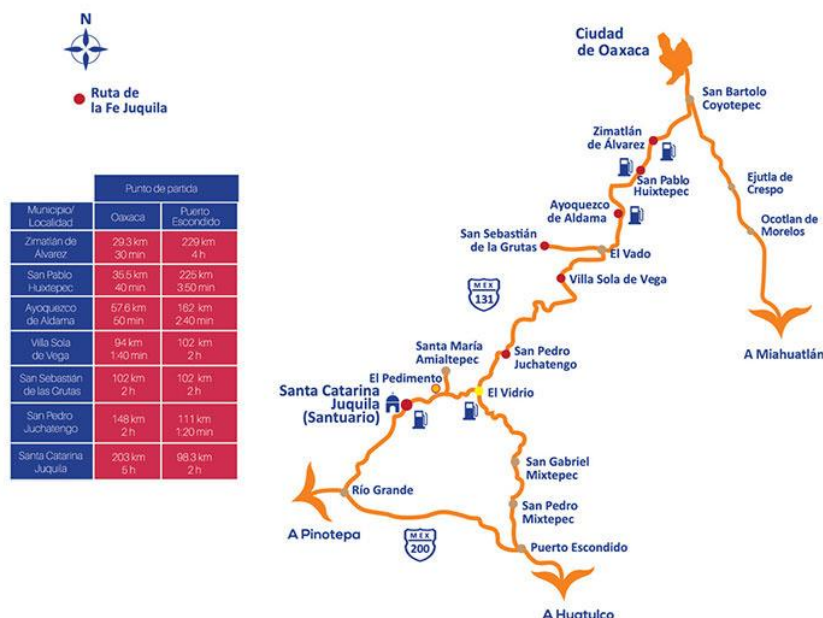 N
Ruta de
la Fe Juquila
Punto de partida
Municipio/
Localidad
Oaxaca
Puerto
Escondido
Zimatlán de
Álvarez
29.3 km
30 min
229 km
4 h
San Pablo
Huixtepec
35.5 km
40 min
225 km
3:50 min
Ayoquezco
de Aldama
57.6 km
50 min
162 km
2:40 min
Villa Sola
de Vega
94 km
1:40 min
102 km
2 h
San Sebastián
de las Grutas
102 km
2 h
102 km
2 h
San Pedro
Juchatengo
148 km
2 h
111 km
1:20 min
Santa Catarina
Juquila
203 km
5 h
98.3 km
2 h
Ciudad
de Oaxaca
San Bartolo
Coyotepec
Zimatlán
de Álvarez
San Pablo
Huixtepec
Ejutla de
Crespo
Ayoquezco
de Aldama
Ocotlan de
Morelos
San Sebastián
de la Grutas
El Vado
Villa Sola de Vega
MEX
131
A Miahuatlán
Santa María
Amialtepec
San Pedro
Juchatengo
El Pedimento
El Vidrio
Santa Catarina
Juquila
(Santuario)
San Gabriel
Mixtepec
Río Grande
San Pedro
Mixtepec
A Pinotepa
MEX
200
Puerto Escondido
A Huatulco